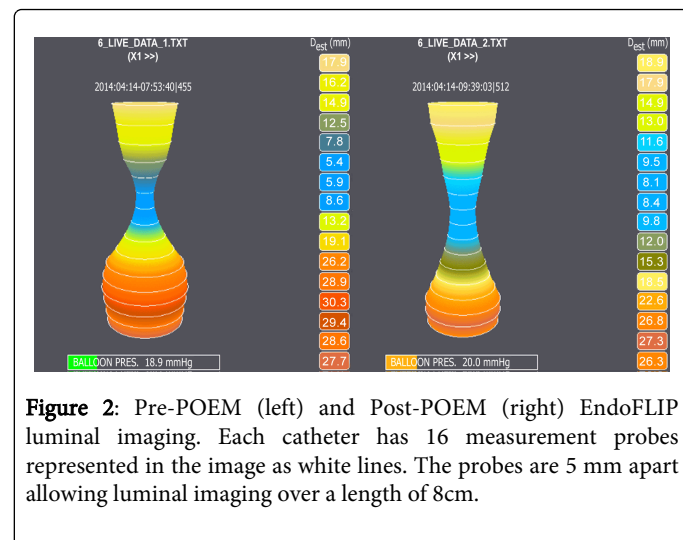 6_LIVE_DATA_1.TXT
(X1 >>)
2014:04:14-07:53:40|455
Dest (mm)
17.9
16.2
14.9
12.5
7.8
5.4
5.9
8.6
13.2
19.1
26.2
28.9
30.3
29.4
28.6
27.7
BALLOON PRES. 18.9 mmHg
6_LIVE_DATA_2.TXT
(X1 >>)
2014:04:14-09:39:03|512
Dest (mm)
18.9
17.9
14.9
13.0
11.6
9.5
8.1
8.4
9.8
12.0
15.3
18.5
22.6
26.8
27.3
26.3
BALLOON PRES. 20.0 mmHg
Figure 2: Pre-POEM (left) and Post-POEM (right) EndoFLIP
luminal imaging. Each catheter has 16 measurement probes
represented in the image as white lines. The probes are 5 mm apart
allowing luminal imaging over a length of 8cm.